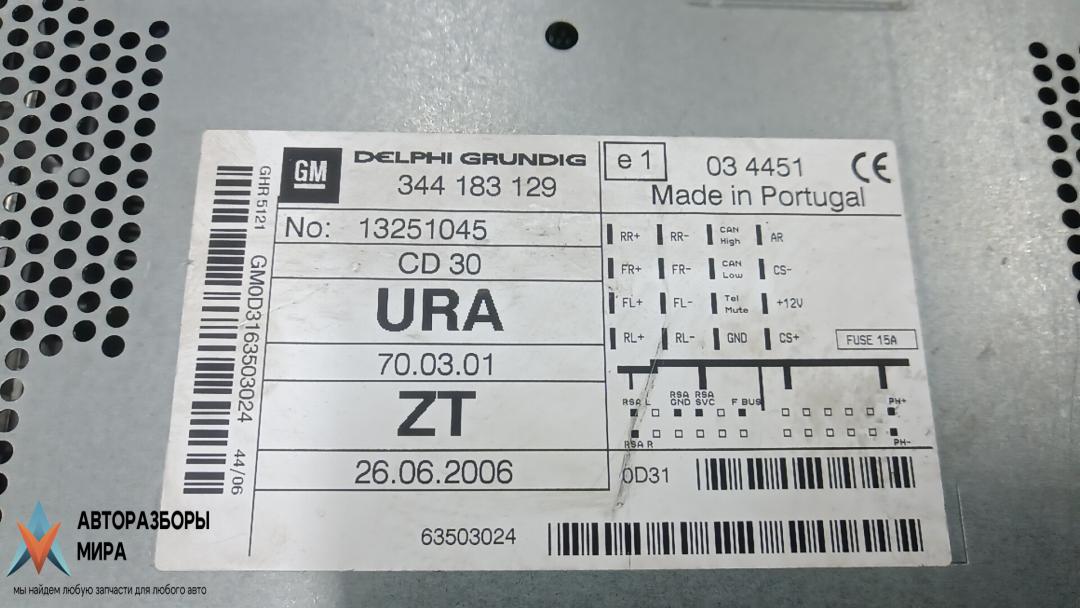 GM
DELPHI GRUNDIG
344 183 129
e1
03 4451
CE
Made in Portugal
No: 13251045
CD 30
URA
70.03.01
ZT
26.06.2006
RR+ RR- CAN High AR
FR+ FR- CAN Low CS-
FL+ FL- Tel Mute +12V
RL+ RL- GND CS+
FUSE 15A
RSA L RSA GND RSA SVC F BUS PH+
RSA R PH-
0D31
63503024
GHR 5121
GM0D3163503024
44/06
АВТОРАЗБОРЫ
МИРА
мы найдем любую запчасти для любого авто